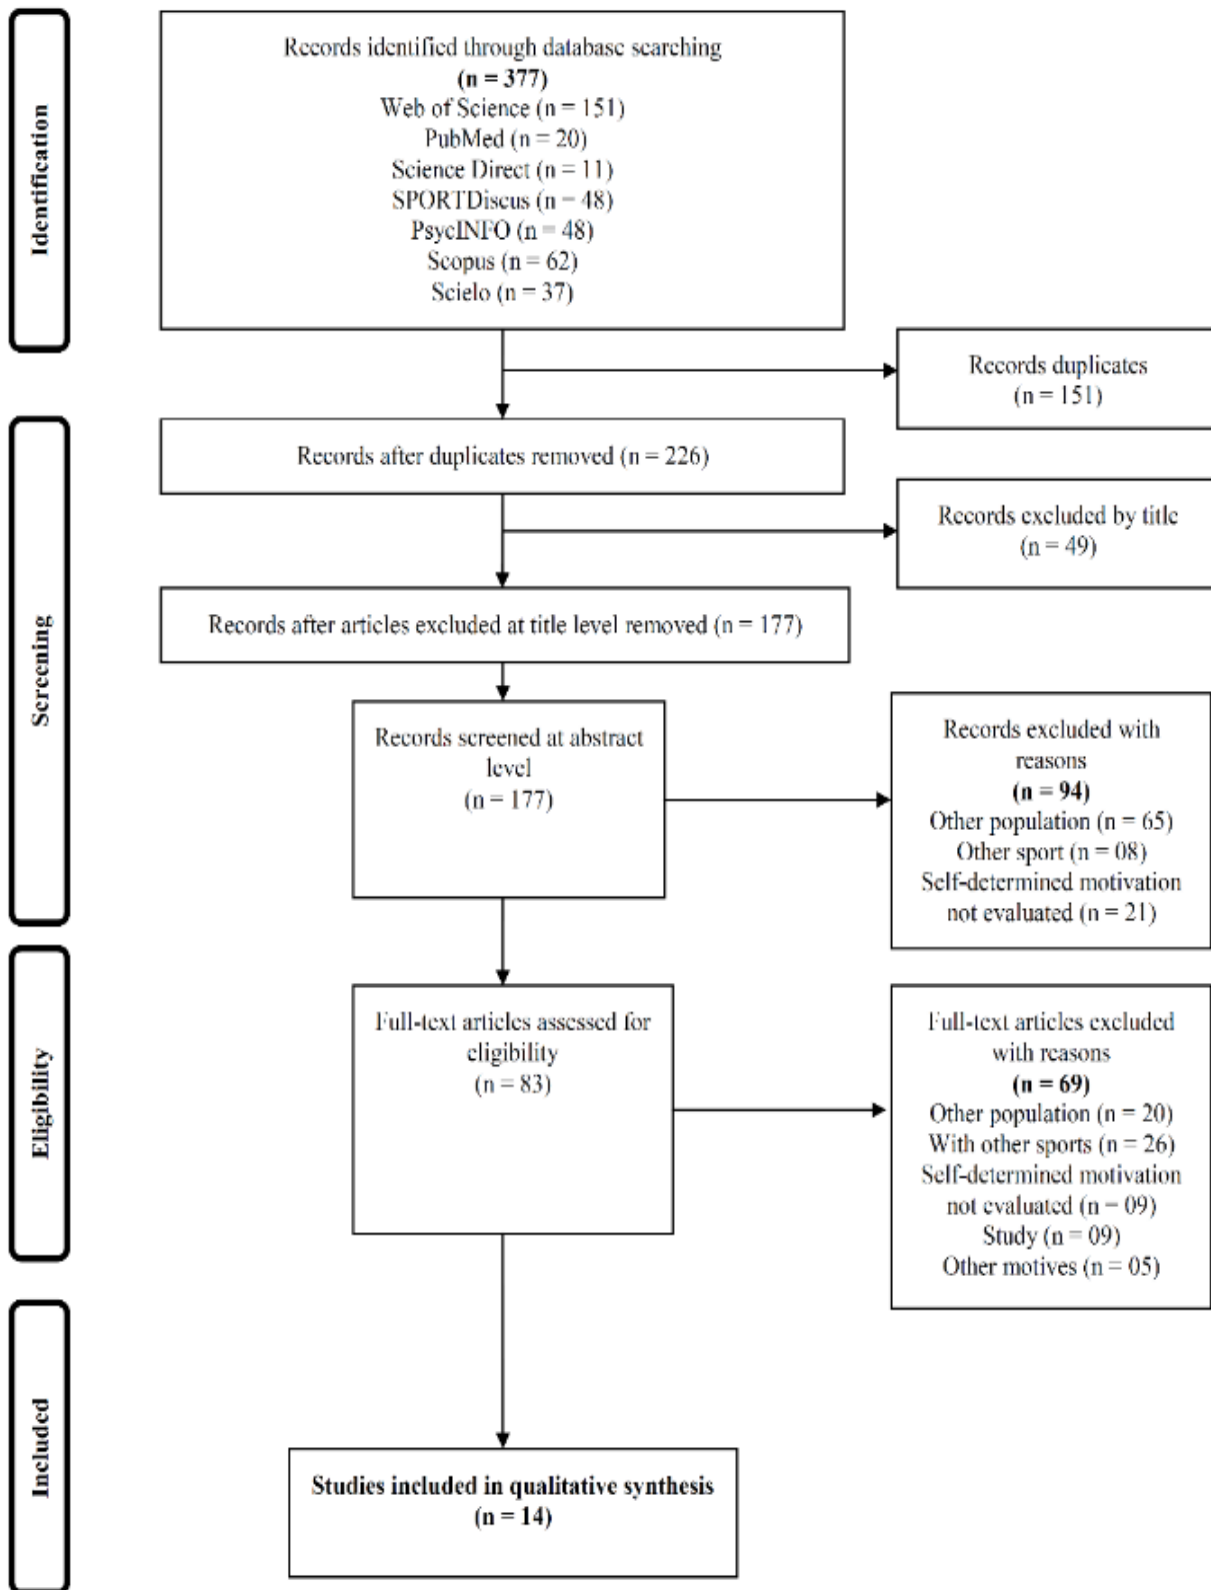 Identification
Records identified through database searching
(n = 377)
Web of Science (n = 151)
PubMed (n = 20)
Science Direct (n = 11)
SPORTDiscus (n = 48)
PsycINFO (n = 48)
Scopus (n = 62)
Scielo (n = 37)
Records duplicates
(n = 151)
Screening
Records after duplicates removed (n = 226)
Records excluded by title
(n = 49)
Records after articles excluded at title level removed (n = 177)
Records screened at abstract
level
(n = 177)
Records excluded with
reasons
(n = 94)
Other population (n = 65)
Other sport (n = 08)
Self-determined motivation
not evaluated (n = 21)
Eligibility
Full-text articles assessed for
eligibility
(n = 83)
Full-text articles excluded
with reasons
(n = 69)
Other population (n = 20)
With other sports (n = 26)
Self-determined motivation
not evaluated (n = 09)
Study (n = 09)
Other motives (n = 05)
Included
Studies included in qualitative synthesis
(n = 14)